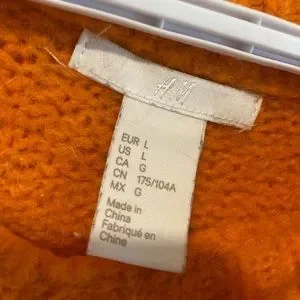 H&M
EUR L
US L
CA G
CN 175/104A
MX G
Made in
China
Fabriqué en
Chine